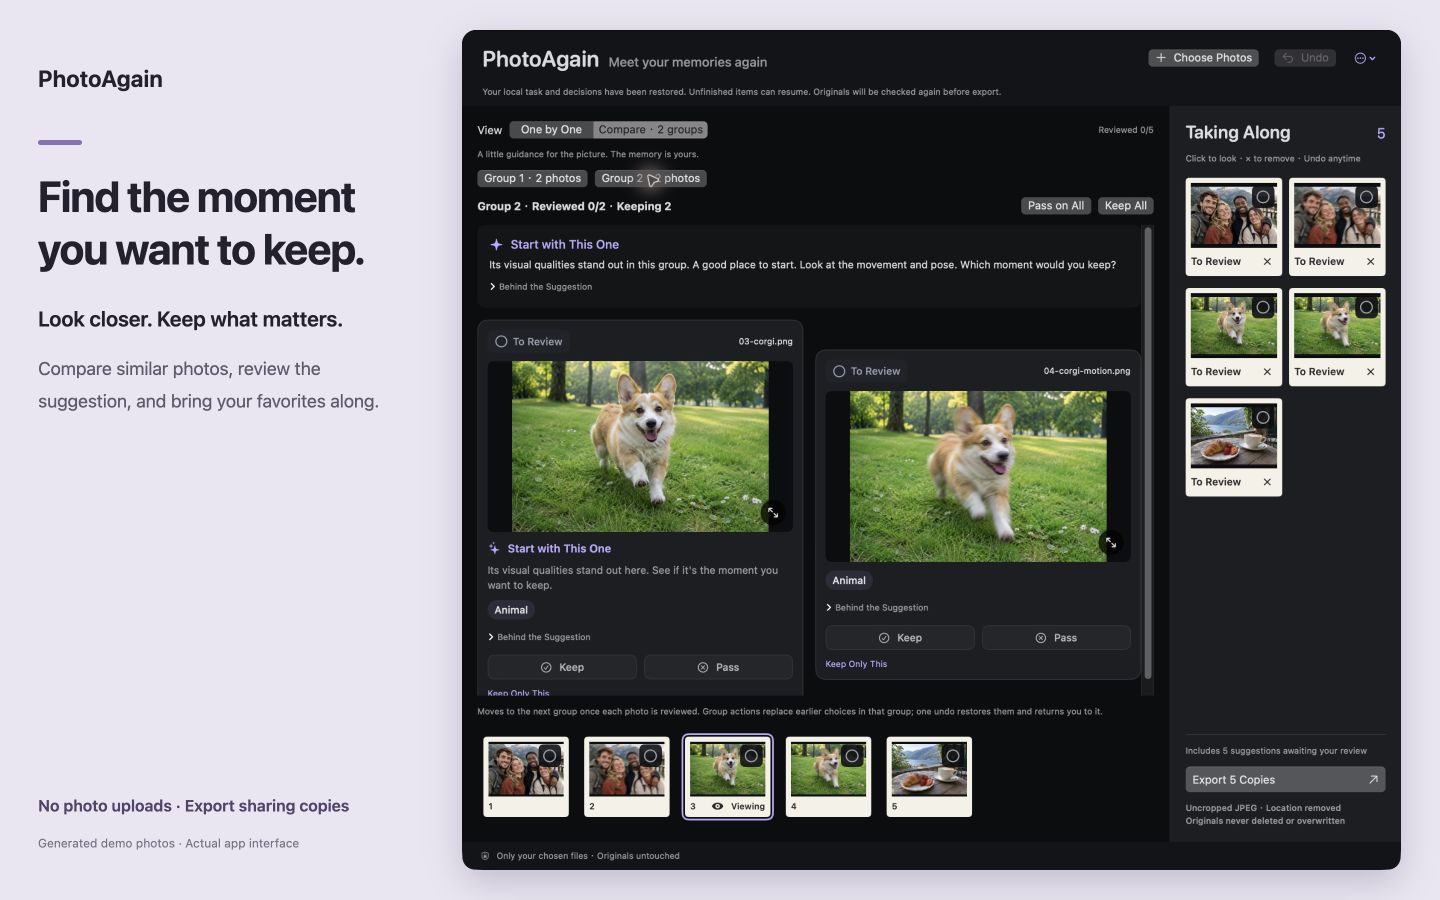 PhotoAgain
Find the moment
you want to keep.
Look closer. Keep what matters.
Compare similar photos, review the
suggestion, and bring your favorites along.
No photo uploads · Export sharing copies
Generated demo photos · Actual app interface
PhotoAgain Meet your memories again
Choose Photos
Undo
Your local task and decisions have been restored. Unfinished items can resume. Originals will be checked again before export.
View One by One Compare · 2 groups
Reviewed 0/5
A little guidance for the picture. The memory is yours.
Group 1 · 2 photos
Group 2 photos
Group 2 · Reviewed 0/2 · Keeping 2
Pass on All
Keep All
Start with This One
Its visual qualities stand out in this group. A good place to start. Look at the movement and pose. Which moment would you keep?
Behind the Suggestion
To Review 03-corgi.png
Start with This One
Its visual qualities stand out here. See if it's the moment you
want to keep.
Animal
Behind the Suggestion
Keep Pass
Keep Only This
To Review 04-corgi-motion.png
Animal
Behind the Suggestion
Keep Pass
Keep Only This
Moves to the next group once each photo is reviewed. Group actions replace earlier choices in that group; one undo restores them and returns you to it.
1
2
3 Viewing
4
5
Taking Along 5
Click to look · × to remove · Undo anytime
To Review ×
To Review ×
To Review ×
To Review ×
To Review ×
Includes 5 suggestions awaiting your review
Export 5 Copies
Uncropped JPEG · Location removed
Originals never deleted or overwritten
Only your chosen files · Originals untouched